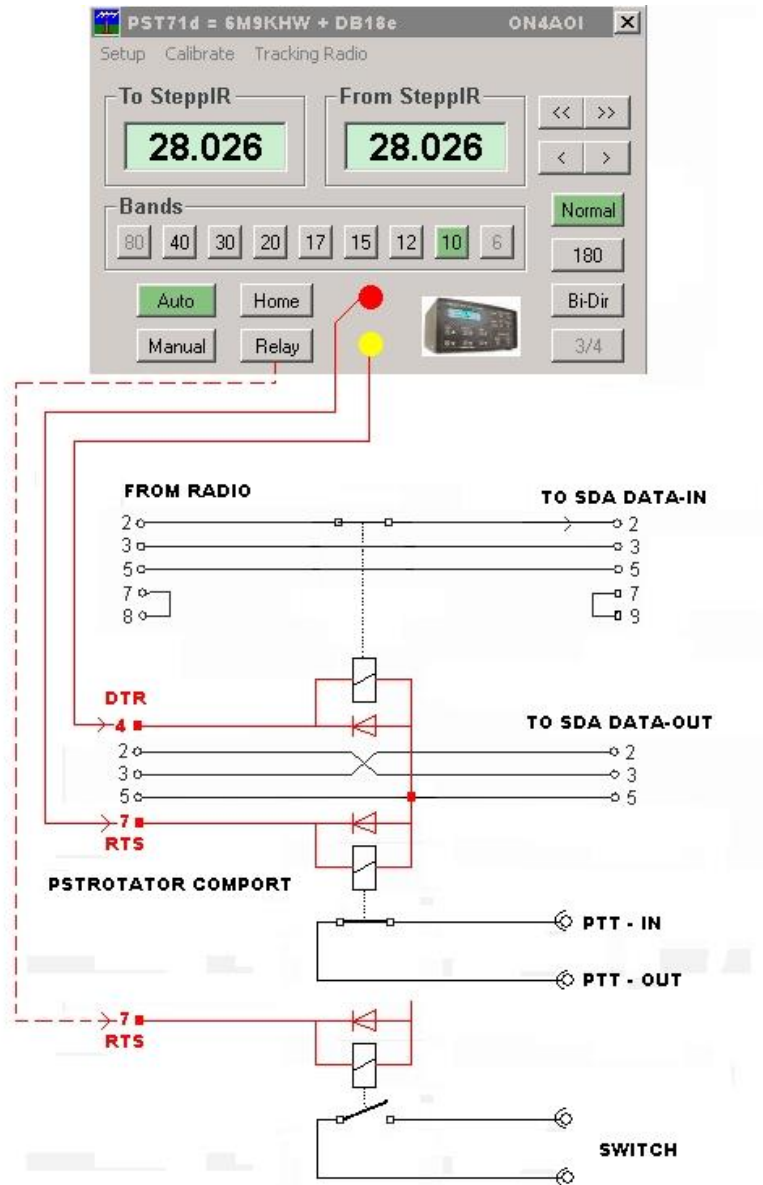 PST71d = 6M9KHW + DB18e ON4AOI X
Setup Calibrate Tracking Radio
To SteppIR From SteppIR
<< >>
28.026 28.026
< >
Bands
Normal
80 40 30 20 17 15 12 10 6
180
Auto Home Bi-Dir
Manual Relay 3/4
FROM RADIO TO SDA DATA-IN
2 2
3 3
5 5
7 7
8 9
DTR
4 TO SDA DATA-OUT
2 2
3 3
5 5
7
RTS
PSTROTATOR COMPORT
PTT - IN
PTT - OUT
7
RTS
SWITCH